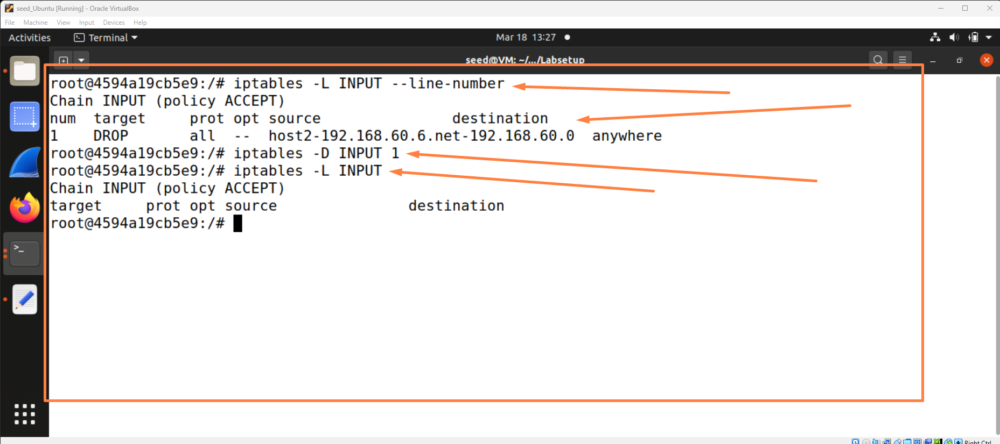 seed_Ubuntu [Running] - Oracle VirtualBox
File Machine View Input Devices Help
Activities Terminal Mar 18 13:27
seed@VM: ~/.../Labsetup
root@4594a19cb5e9:/# iptables -L INPUT --line-number
Chain INPUT (policy ACCEPT)
num target prot opt source destination
1 DROP all -- host2-192.168.60.6.net-192.168.60.0 anywhere
root@4594a19cb5e9:/# iptables -D INPUT 1
root@4594a19cb5e9:/# iptables -L INPUT
Chain INPUT (policy ACCEPT)
target prot opt source destination
root@4594a19cb5e9:/#
Right Ctrl